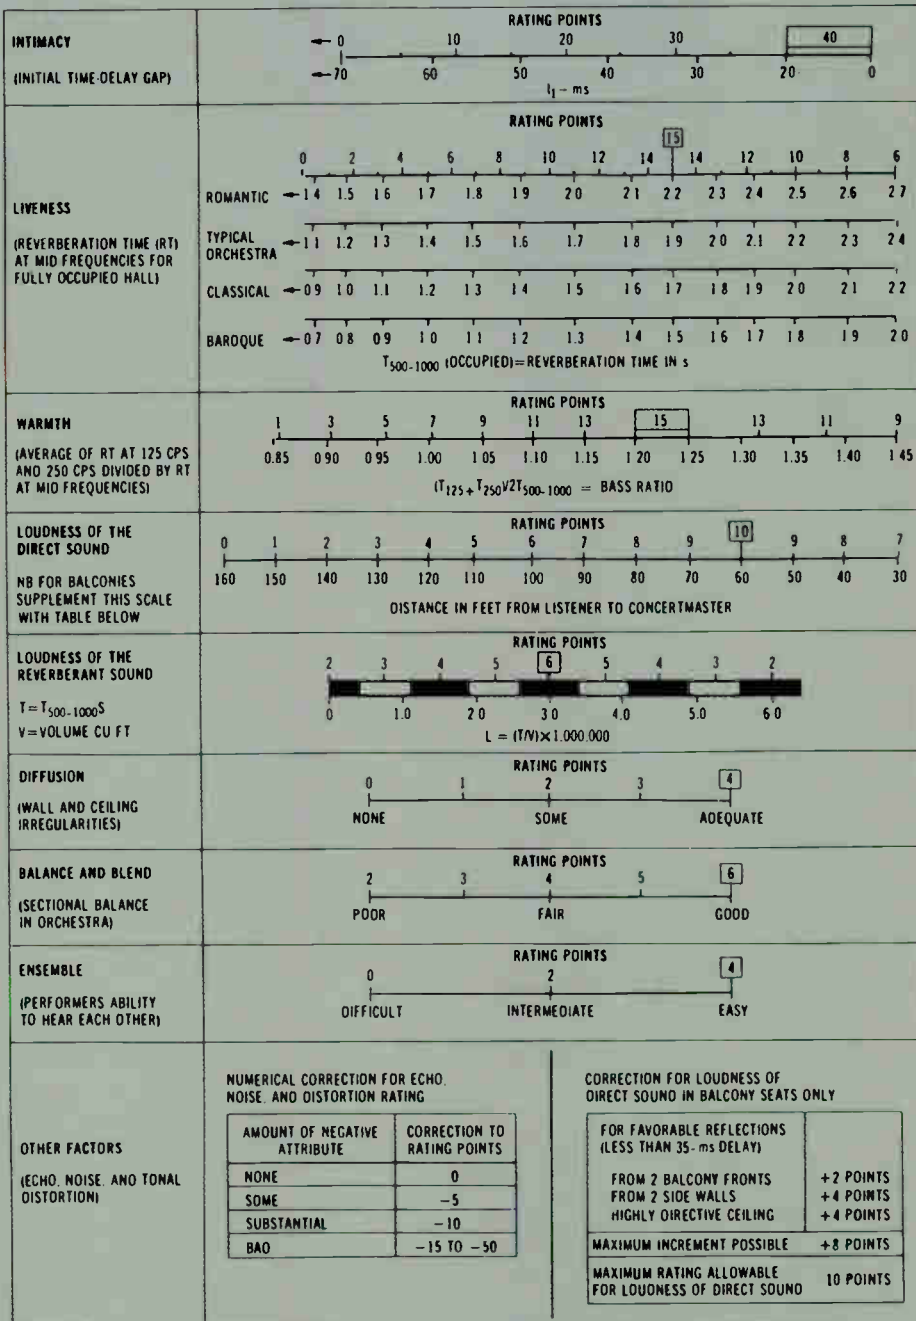 INTIMACY
(INITIAL TIME-DELAY GAP)
RATING POINTS
0 10 20 30 40
70 60 50 40 30 20 0
t1 – ms
LIVENESS
(REVERBERATION TIME (RT)
AT MID FREQUENCIES FOR
FULLY OCCUPIED HALL)
RATING POINTS
15
0 2 4 6 8 10 12 14 14 12 10 8 6
ROMANTIC 1 4 1.5 1 6 1.7 1.8 1 9 2 0 2 1 2 2 2 3 2 4 2.5 2.6 2 7
TYPICAL
ORCHESTRA
1 1 1.2 1 3 1.4 1.5 1.6 1.7 1 8 1 9 2 0 2.1 2 2 2 3 2 4
CLASSICAL 0 9 1 0 1.1 1.2 1 3 1 4 1 5 1 6 1 7 1 8 1 9 2 0 2 1 2 2
BAROQUE 0 7 0 8 0 9 1 0 1 1 1 2 1.3 1 4 1 5 1 6 1 7 1 8 1 9 2 0
T500-1000 (OCCUPIED)=REVERBERATION TIME IN s
WARMTH
(AVERAGE OF RT AT 125 CPS
AND 250 CPS DIVIDED BY RT
AT MID FREQUENCIES)
RATING POINTS
1 3 5 7 9 11 13 15 13 11 9
0.85 0 90 0 95 1.00 1 05 1.10 1.15 1 20 1 25 1.30 1.35 1.40 1 45
(T125+T250)/2T500-1000 = BASS RATIO
LOUDNESS OF THE
DIRECT SOUND
NB FOR BALCONIES
SUPPLEMENT THIS SCALE
WITH TABLE BELOW
RATING POINTS
0 1 2 3 4 5 6 7 8 9 10 9 8 7
160 150 140 130 120 110 100 90 80 70 60 50 40 30
DISTANCE IN FEET FROM LISTENER TO CONCERTMASTER
LOUDNESS OF THE
REVERBERANT SOUND
T=T500-1000S
V=VOLUME CU FT
RATING POINTS
2 3 4 5 6 5 4 3 2
0 1.0 2 0 3 0 4.0 5.0 6 0
L = (T/V)×1.000.000
DIFFUSION
(WALL AND CEILING
IRREGULARITIES)
RATING POINTS
0 1 2 3 4
NONE SOME ADEQUATE
BALANCE AND BLEND
(SECTIONAL BALANCE
IN ORCHESTRA)
RATING POINTS
2 3 4 5 6
POOR FAIR GOOD
ENSEMBLE
(PERFORMERS ABILITY
TO HEAR EACH OTHER)
RATING POINTS
0 2 4
DIFFICULT INTERMEDIATE EASY
OTHER FACTORS
(ECHO. NOISE. AND TONAL
DISTORTION)
NUMERICAL CORRECTION FOR ECHO.
NOISE. AND DISTORTION RATING
AMOUNT OF NEGATIVE
ATTRIBUTE
CORRECTION TO
RATING POINTS
NONE 0
SOME –5
SUBSTANTIAL –10
BAD –15 TO –50
CORRECTION FOR LOUDNESS OF
DIRECT SOUND IN BALCONY SEATS ONLY
FOR FAVORABLE REFLECTIONS
(LESS THAN 35-ms DELAY)
FROM 2 BALCONY FRONTS +2 POINTS
FROM 2 SIDE WALLS +4 POINTS
HIGHLY DIRECTIVE CEILING +4 POINTS
MAXIMUM INCREMENT POSSIBLE +8 POINTS
MAXIMUM RATING ALLOWABLE
FOR LOUDNESS OF DIRECT SOUND
10 POINTS